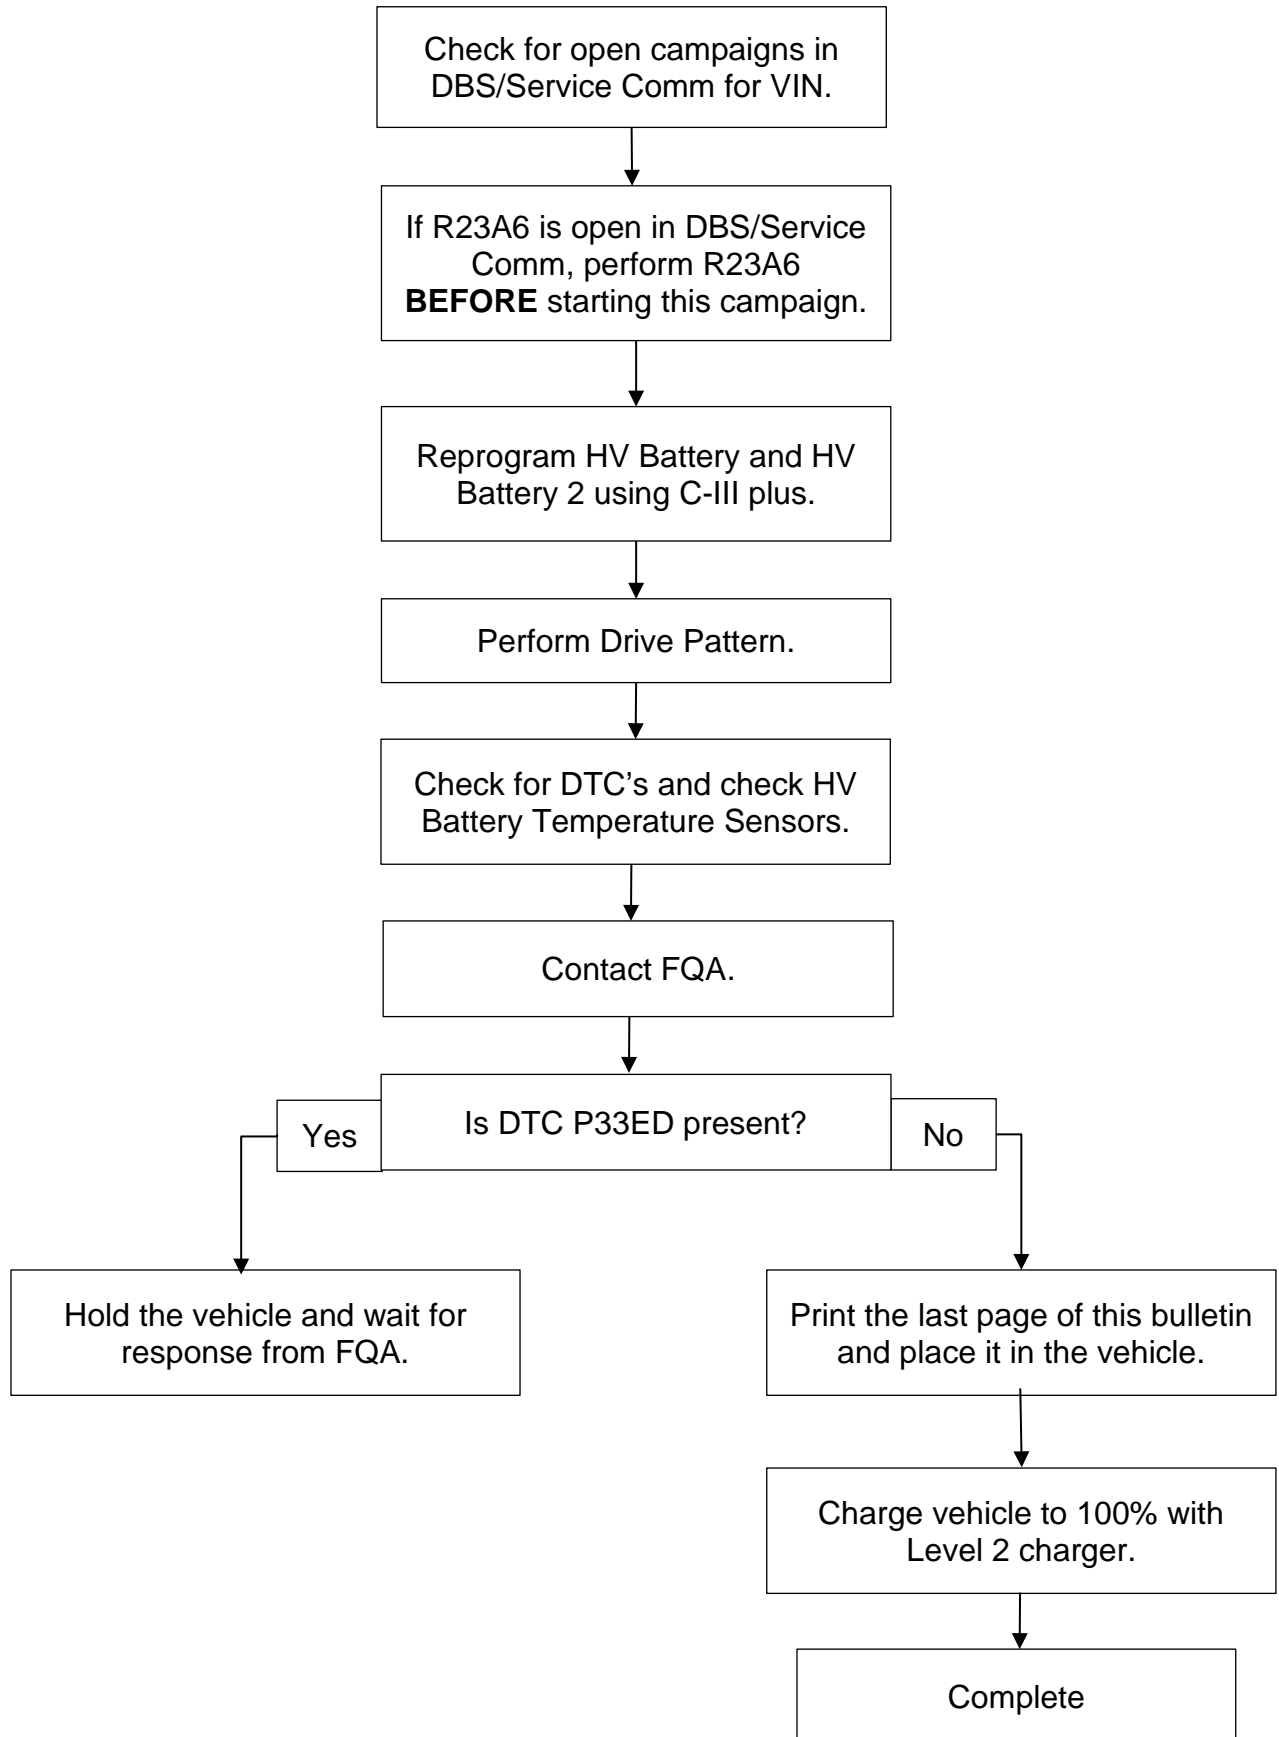 Check for open campaigns in
DBS/Service Comm for VIN.
If R23A6 is open in DBS/Service
Comm, perform R23A6
BEFORE starting this campaign.
Reprogram HV Battery and HV
Battery 2 using C-III plus.
Perform Drive Pattern.
Check for DTC’s and check HV
Battery Temperature Sensors.
Contact FQA.
Is DTC P33ED present?
Yes
No
Hold the vehicle and wait for
response from FQA.
Print the last page of this bulletin
and place it in the vehicle.
Charge vehicle to 100% with
Level 2 charger.
Complete